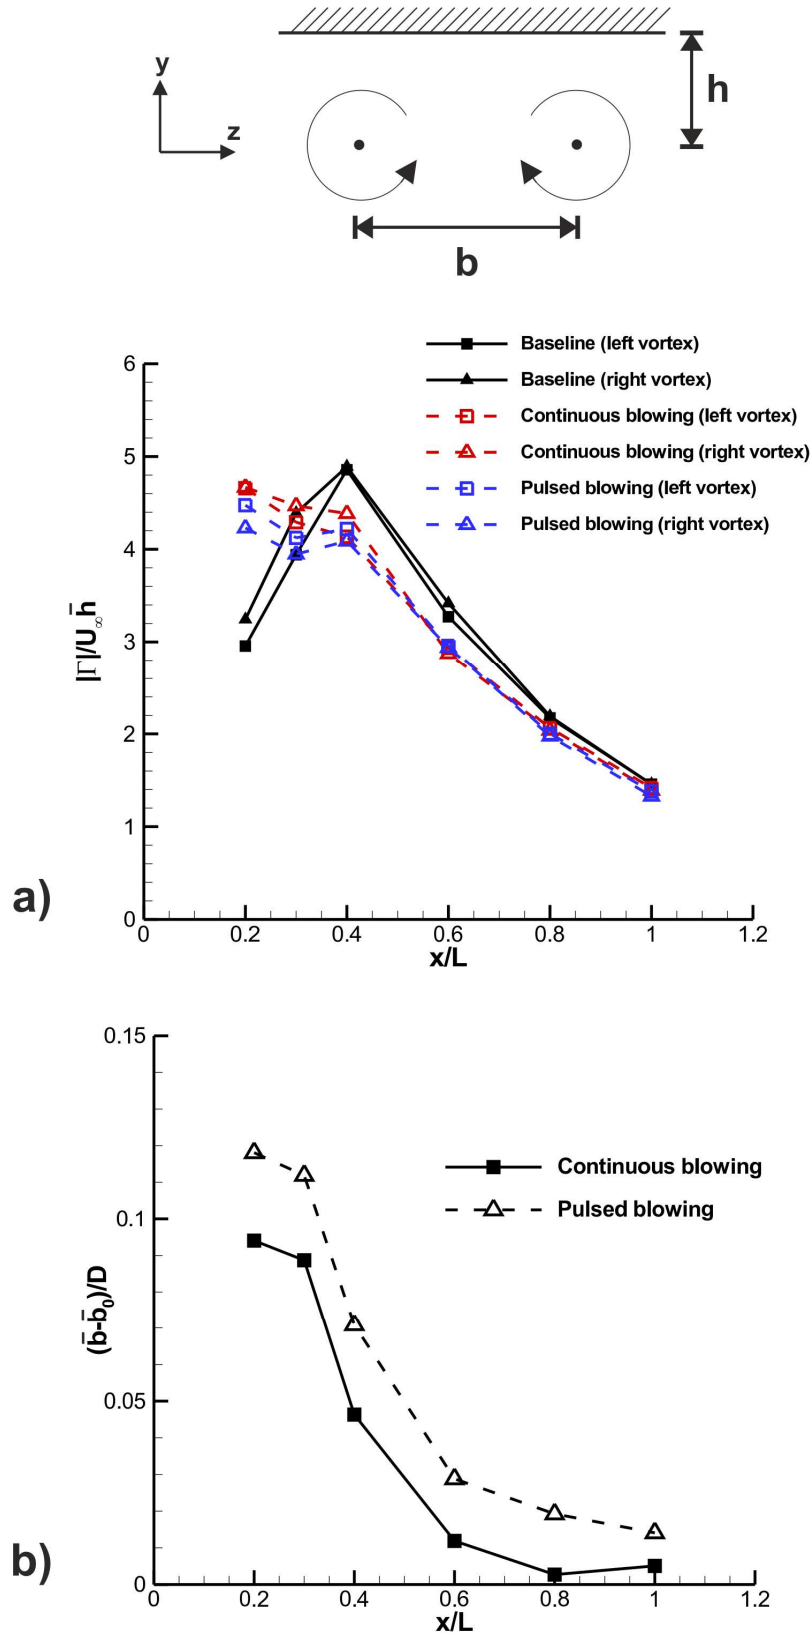 y
z
h
b
Baseline (left vortex)
Baseline (right vortex)
Continuous blowing (left vortex)
Continuous blowing (right vortex)
Pulsed blowing (left vortex)
Pulsed blowing (right vortex)
6
5
4
3
2
1
0
|Γ|/U∞h̅
0 0.2 0.4 0.6 0.8 1 1.2
x/L
a)
0.15
0.1
0.05
0
(b̅-b̅₀)/D
Continuous blowing
Pulsed blowing
0 0.2 0.4 0.6 0.8 1 1.2
x/L
b)